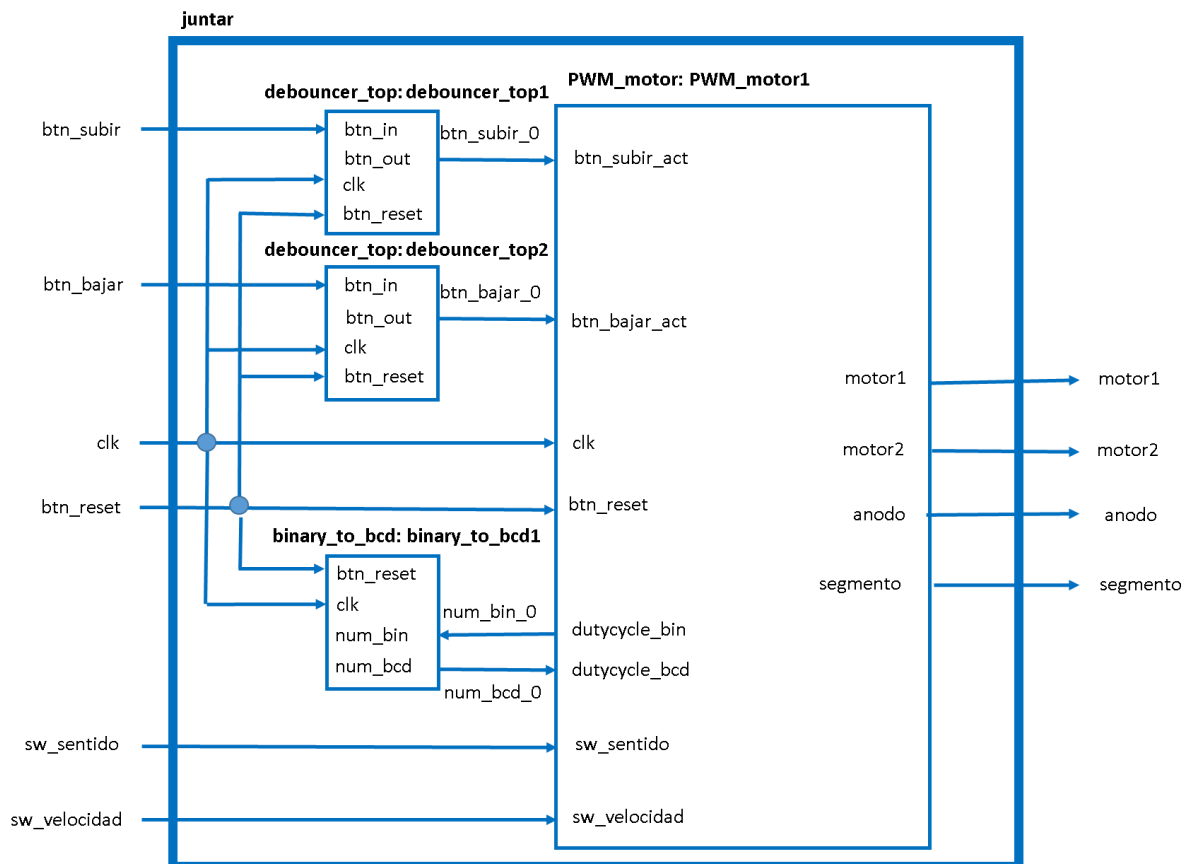 juntar
PWM_motor: PWM_motor1
debouncer_top: debouncer_top1
btn_subir
btn_in
btn_subir_0
btn_out
btn_subir_act
clk
btn_reset
debouncer_top: debouncer_top2
btn_bajar
btn_in
btn_bajar_0
btn_out
btn_bajar_act
clk
btn_reset
motor1
motor1
clk
clk
motor2
motor2
btn_reset
btn_reset
anodo
anodo
binary_to_bcd: binary_to_bcd1
btn_reset
segmento
segmento
clk
num_bin_0
num_bin
dutycycle_bin
num_bcd
dutycycle_bcd
num_bcd_0
sw_sentido
sw_sentido
sw_velocidad
sw_velocidad